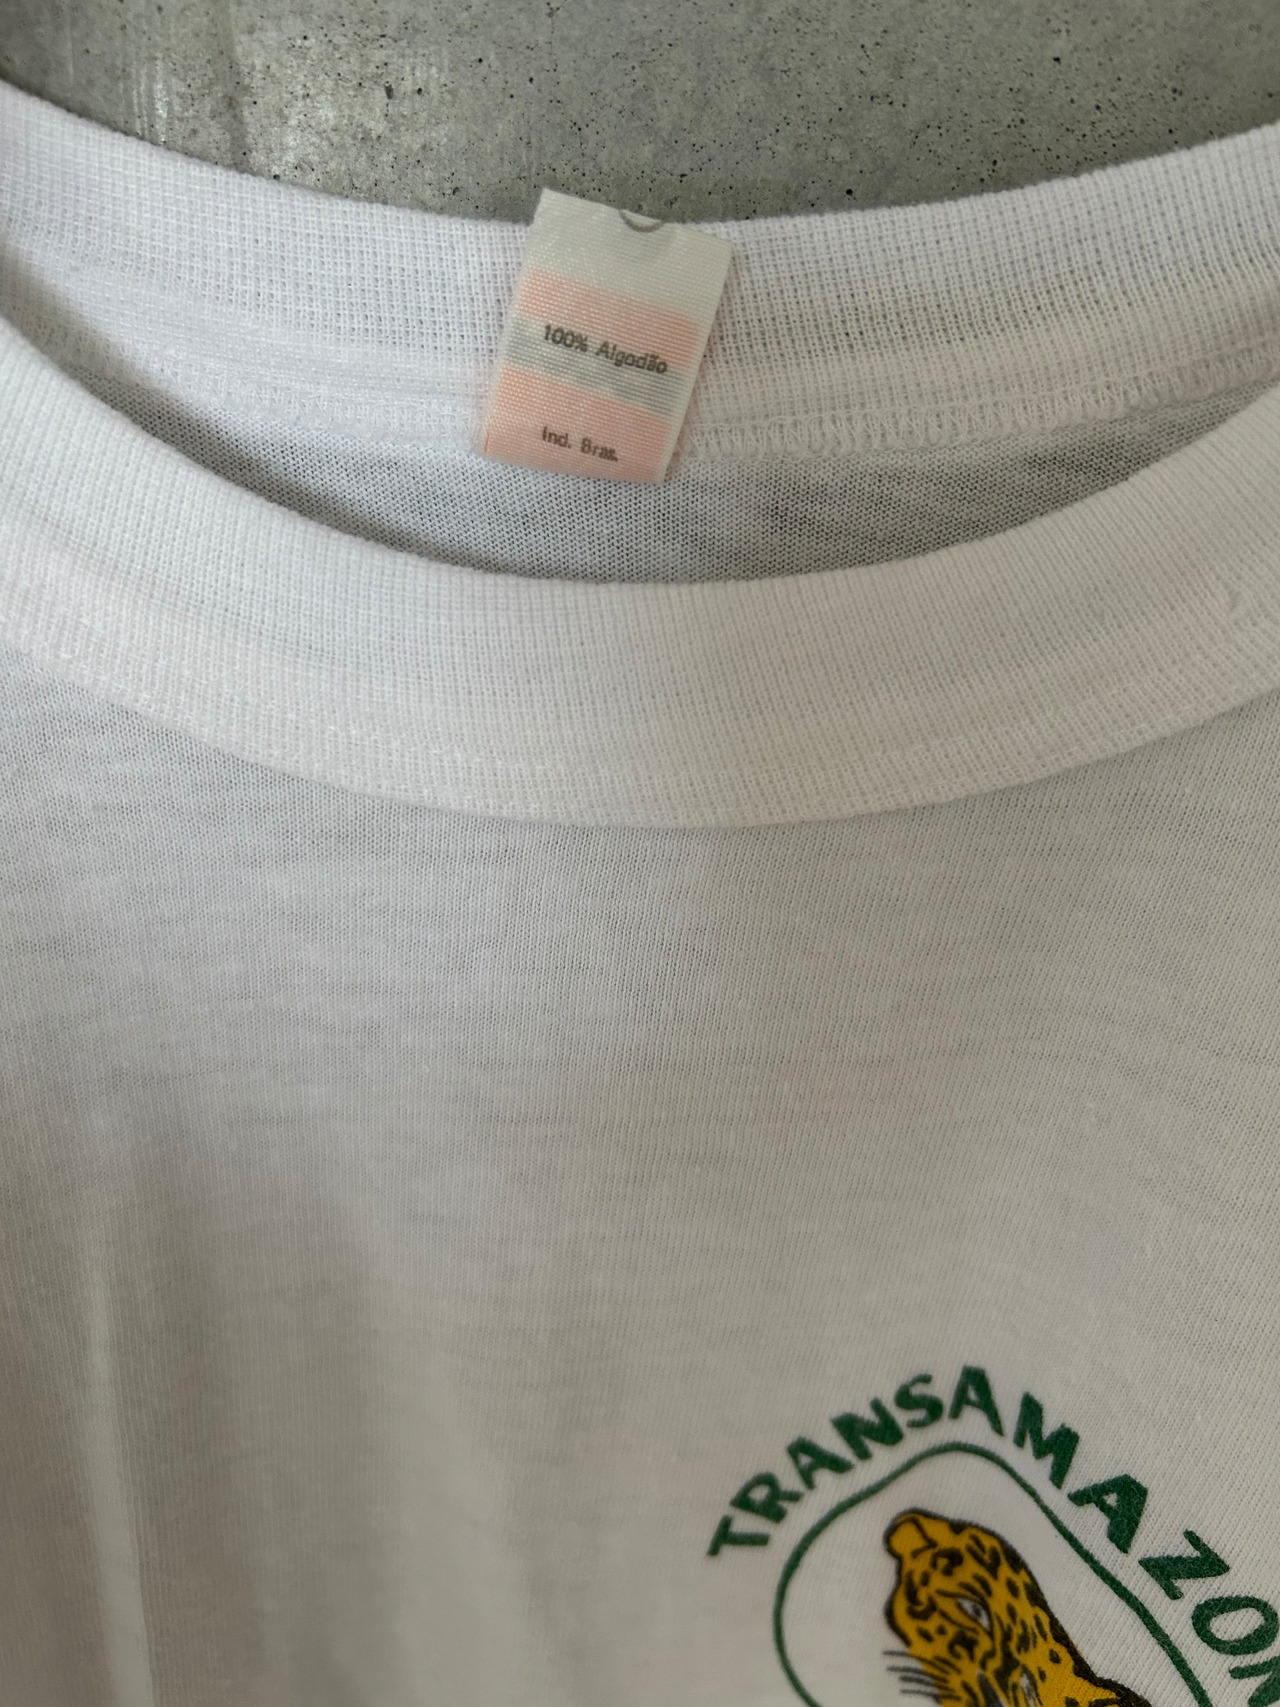 100% Algodão
Ind. Bras.
TRANSAMAZON